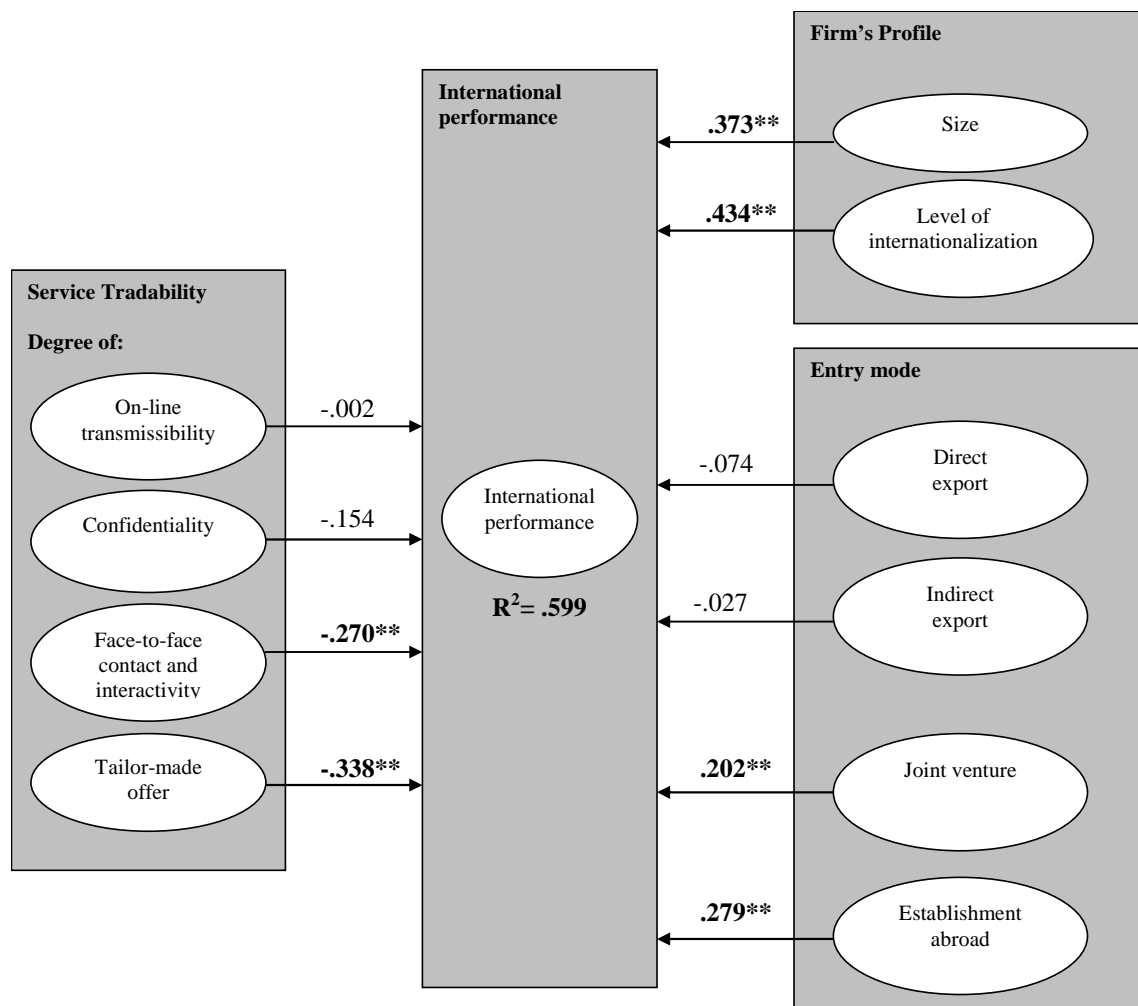 Firm's Profile
Size
Level of
internationalization
International
performance
.373**
.434**
Service Tradability
Degree of:
On-line
transmissibility
Confidentiality
Face-to-face
contact and
interactivity
Tailor-made
offer
-.002
-.154
-.270**
-.338**
International
performance
R²= .599
Entry mode
Direct
export
Indirect
export
Joint venture
Establishment
abroad
-.074
-.027
.202**
.279**